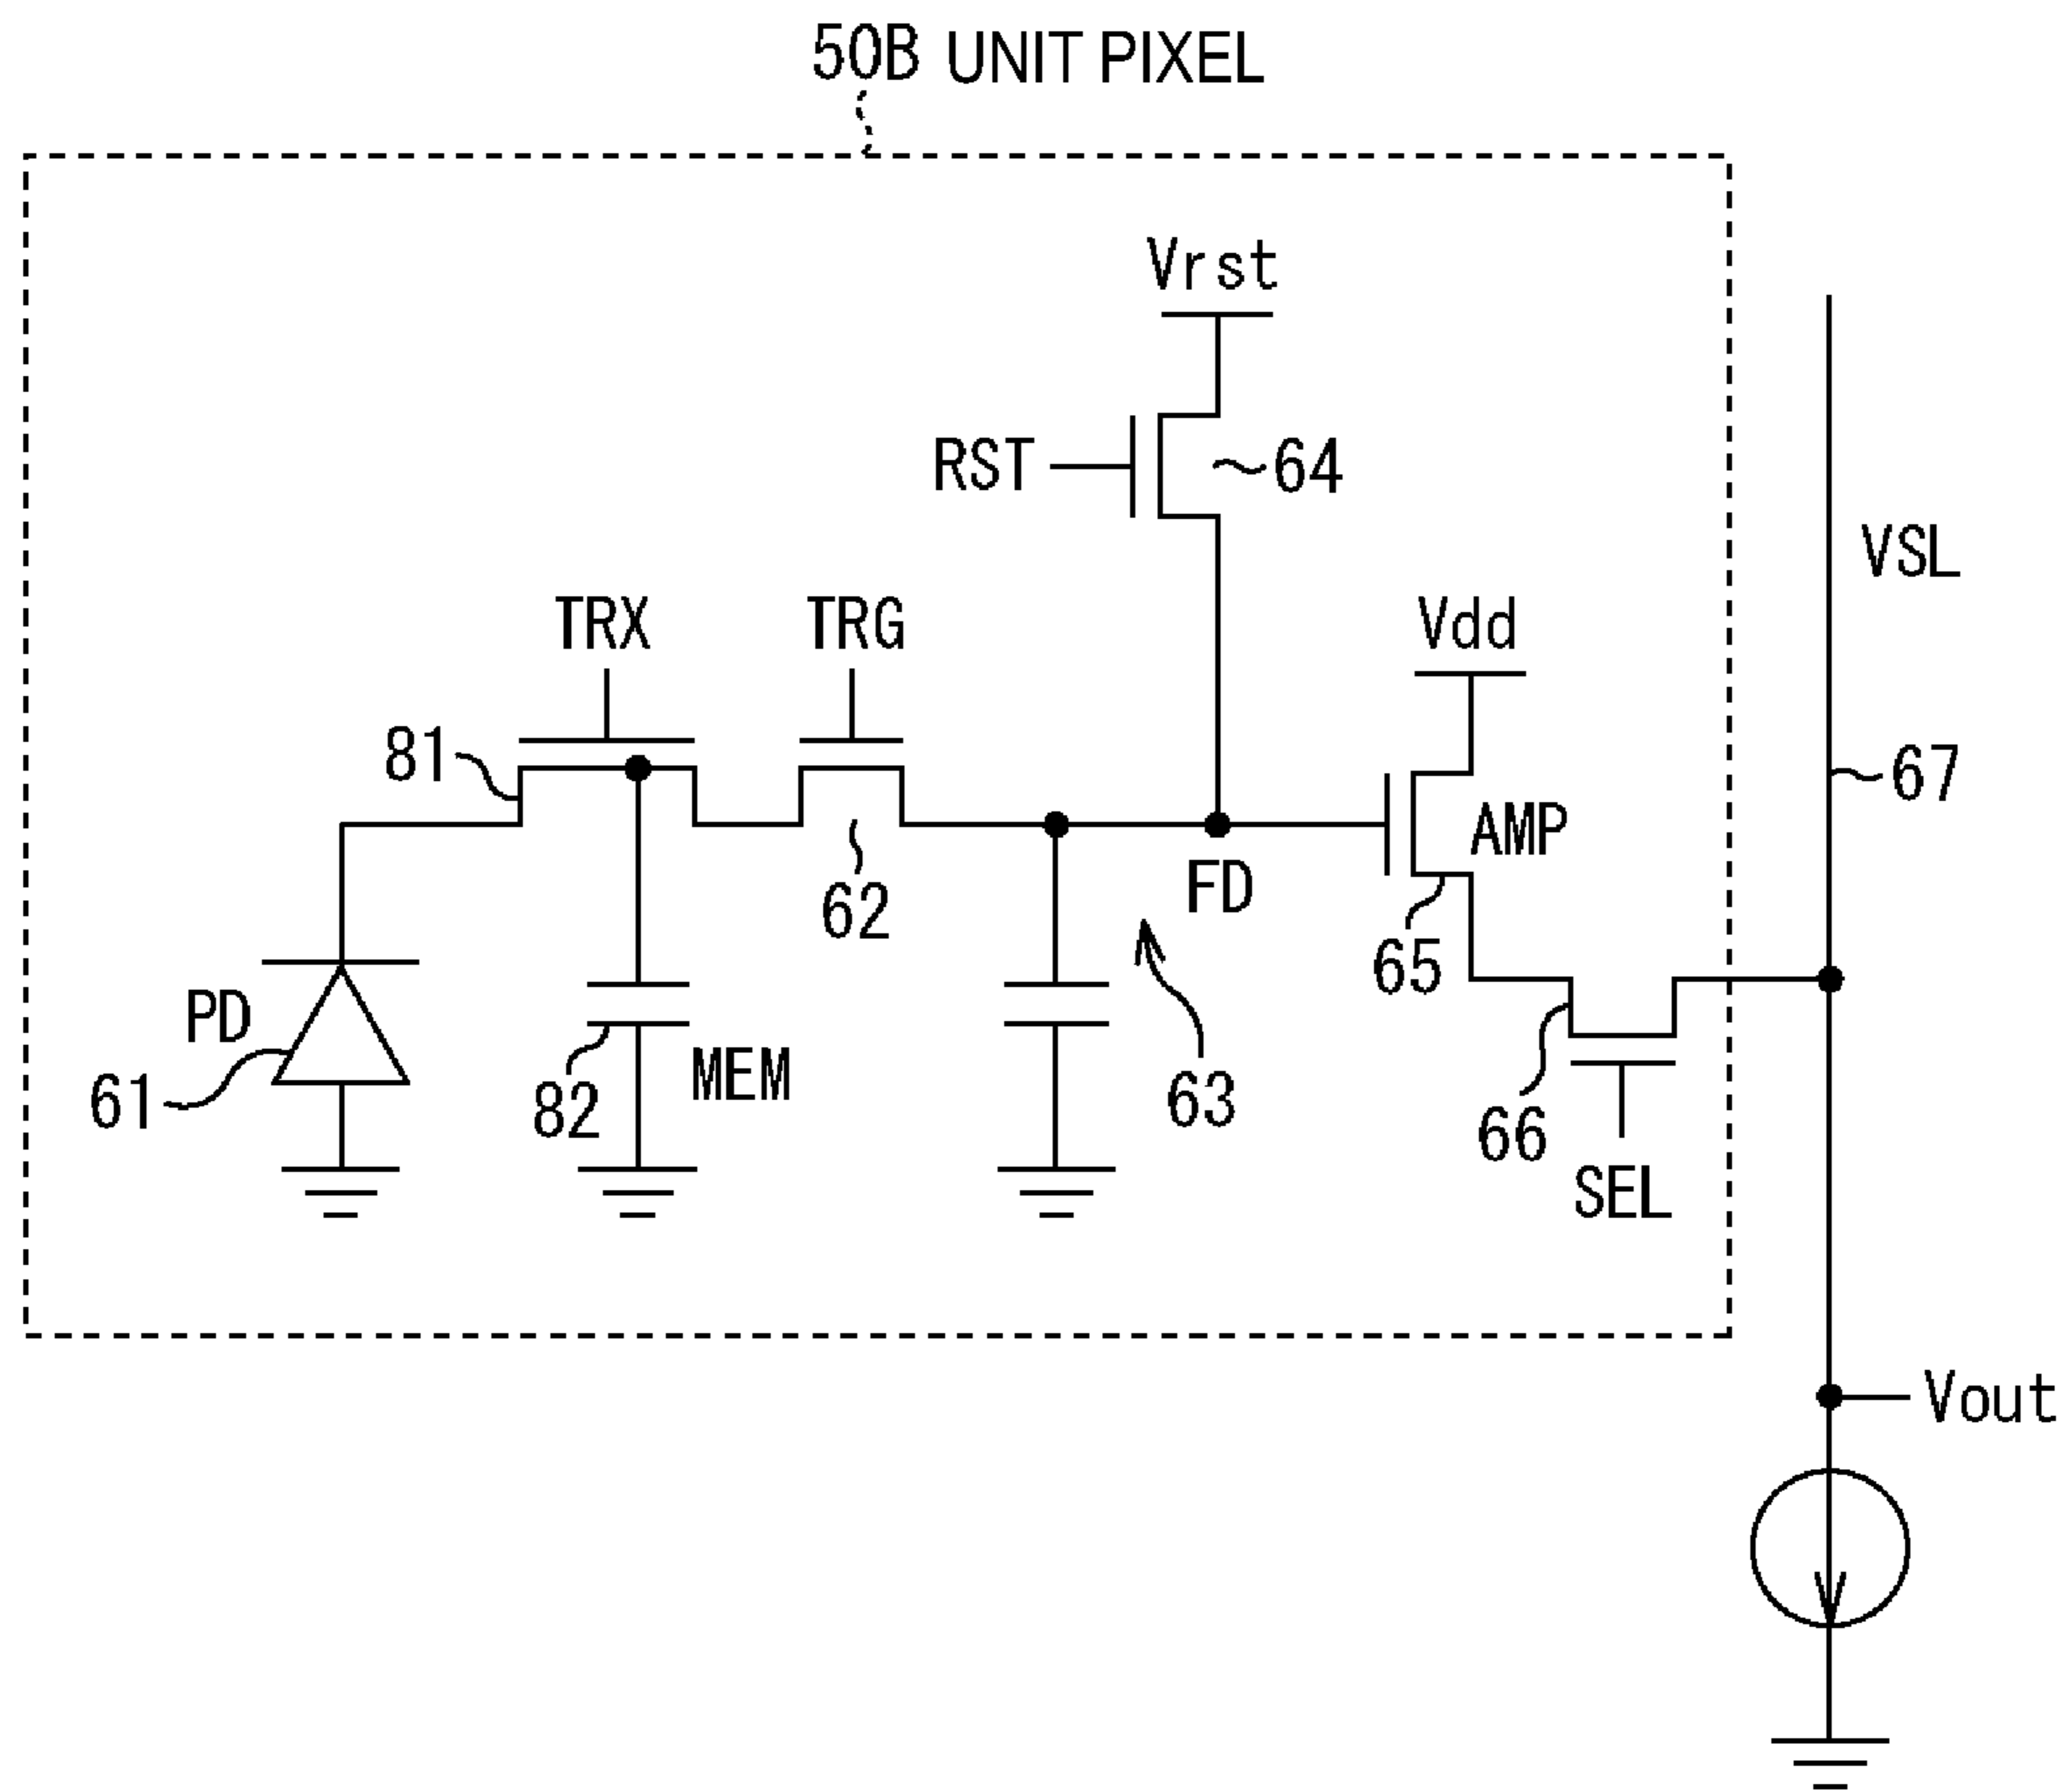 50B UNIT PIXEL
Vrst
RST
64
VSL
TRX
TRG
Vdd
81
67
AMP
62
FD
65
PD
61
82
MEM
63
66
SEL
Vout